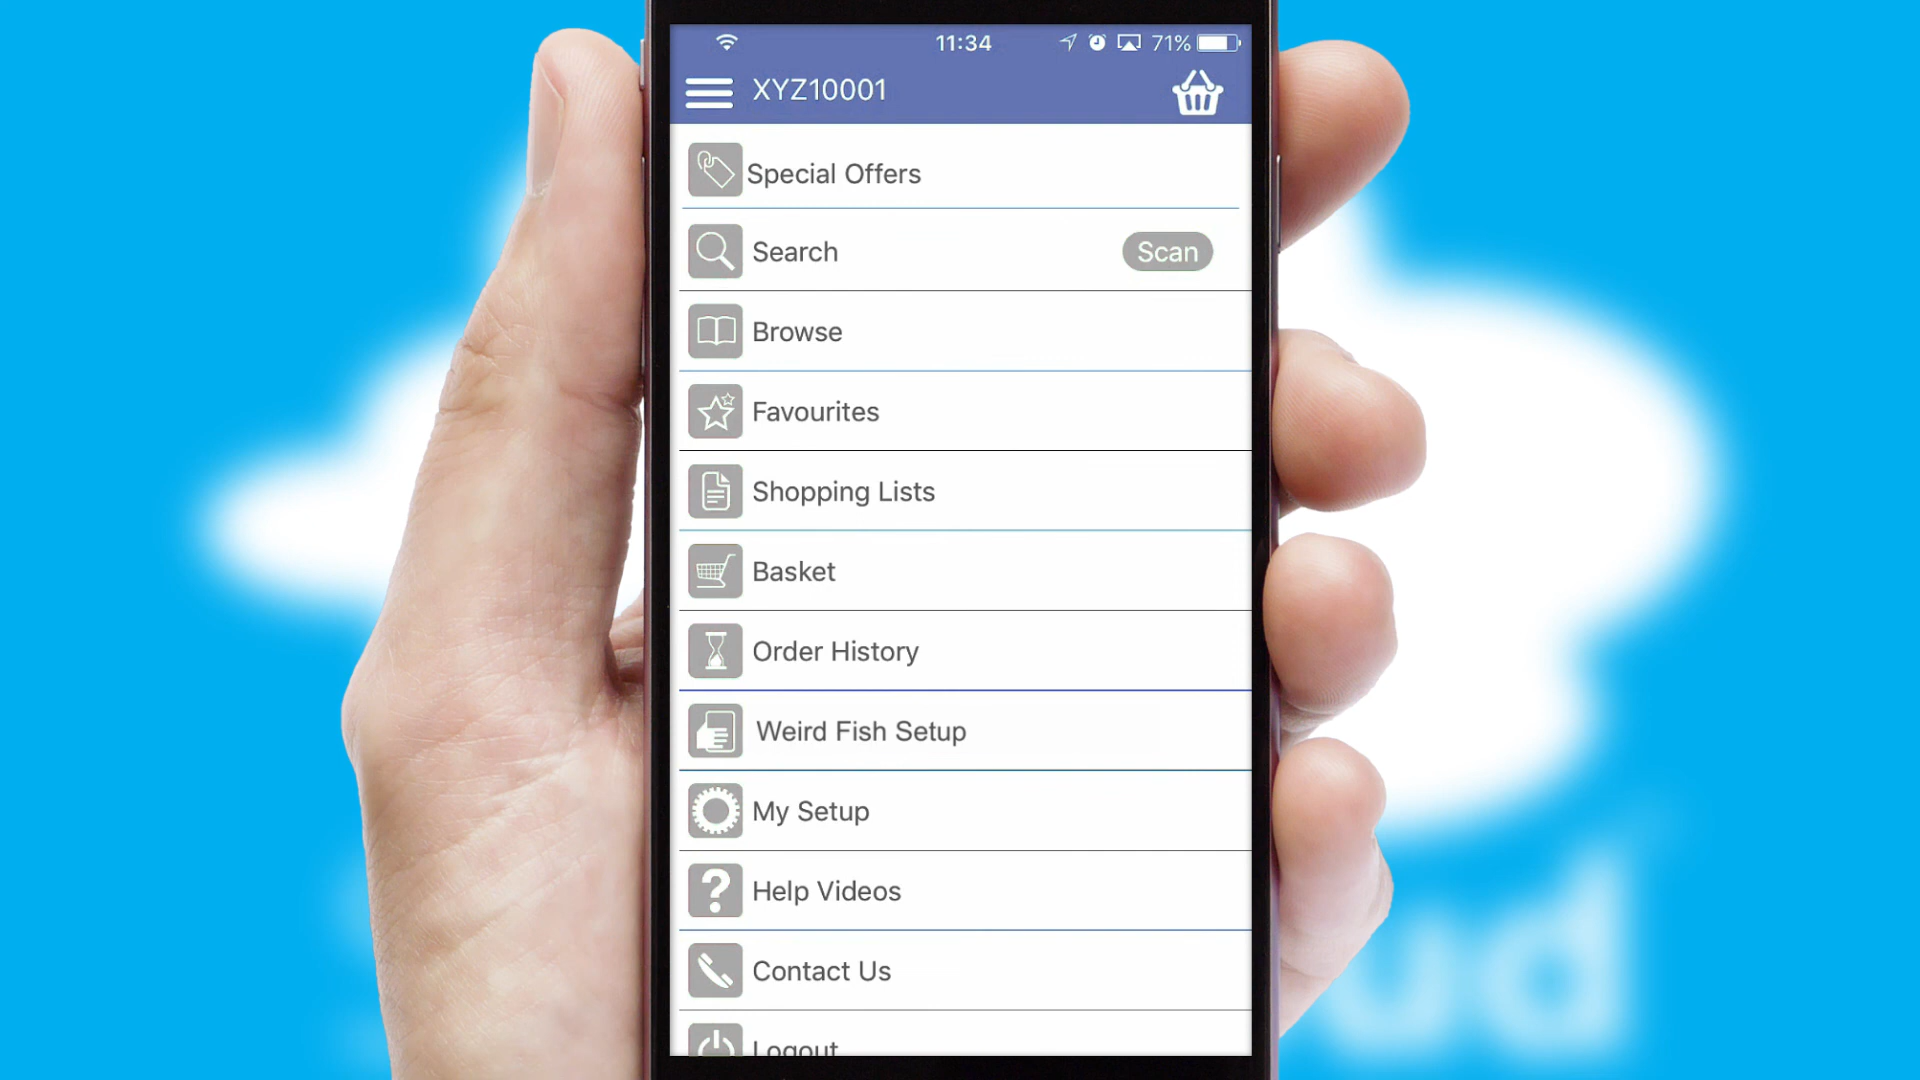 11:34 71%
XYZ10001
Special Offers
Search Scan
Browse
Favourites
Shopping Lists
Basket
Order History
Weird Fish Setup
My Setup
Help Videos
Contact Us
Logout
ud